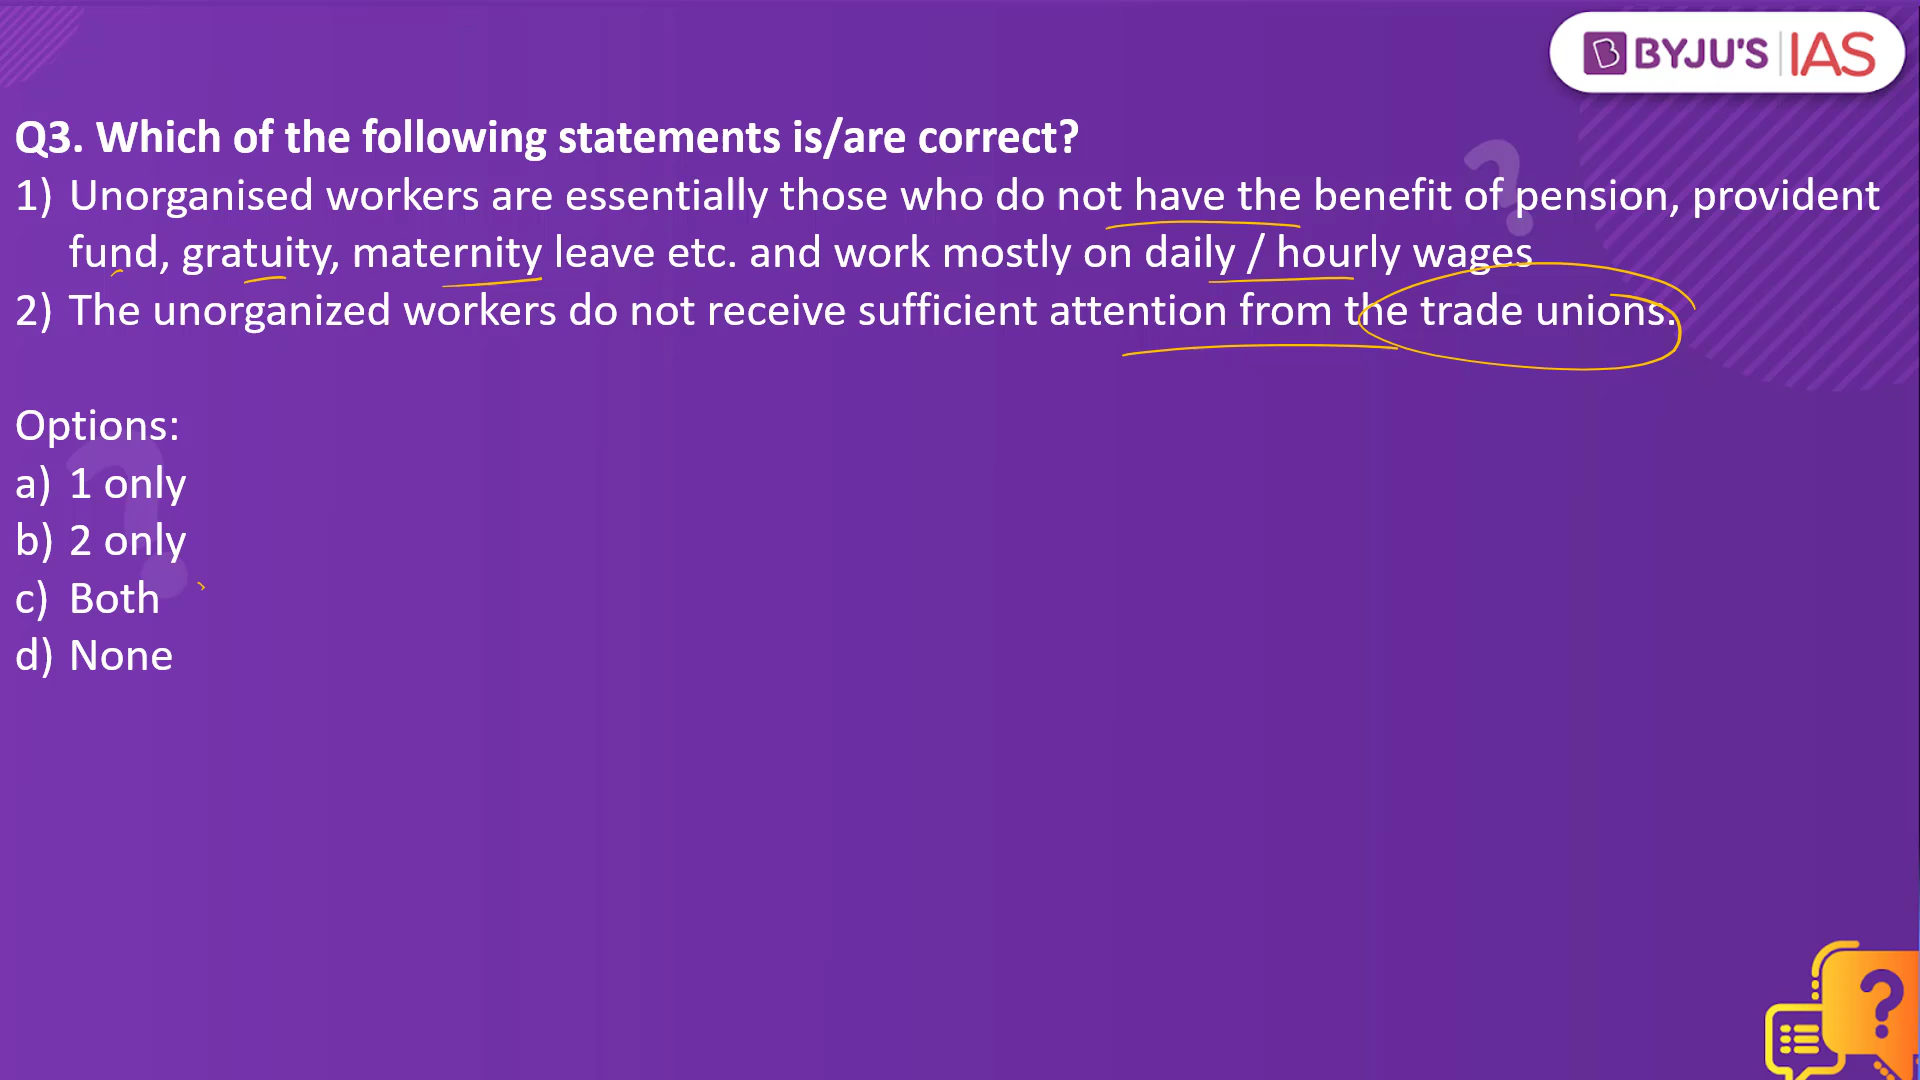 BYJU'S IAS
Q3. Which of the following statements is/are correct?
1) Unorganised workers are essentially those who do not have the benefit of pension, provident
fund, gratuity, maternity leave etc. and work mostly on daily / hourly wages
2) The unorganized workers do not receive sufficient attention from the trade unions.
Options:
a) 1 only
b) 2 only
c) Both
d) None